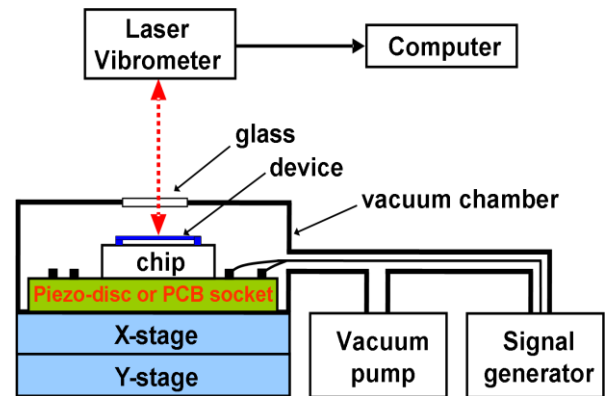 Laser
Vibrometer
Computer
glass
device
vacuum chamber
chip
Piezo-disc or PCB socket
X-stage
Y-stage
Vacuum
pump
Signal
generator